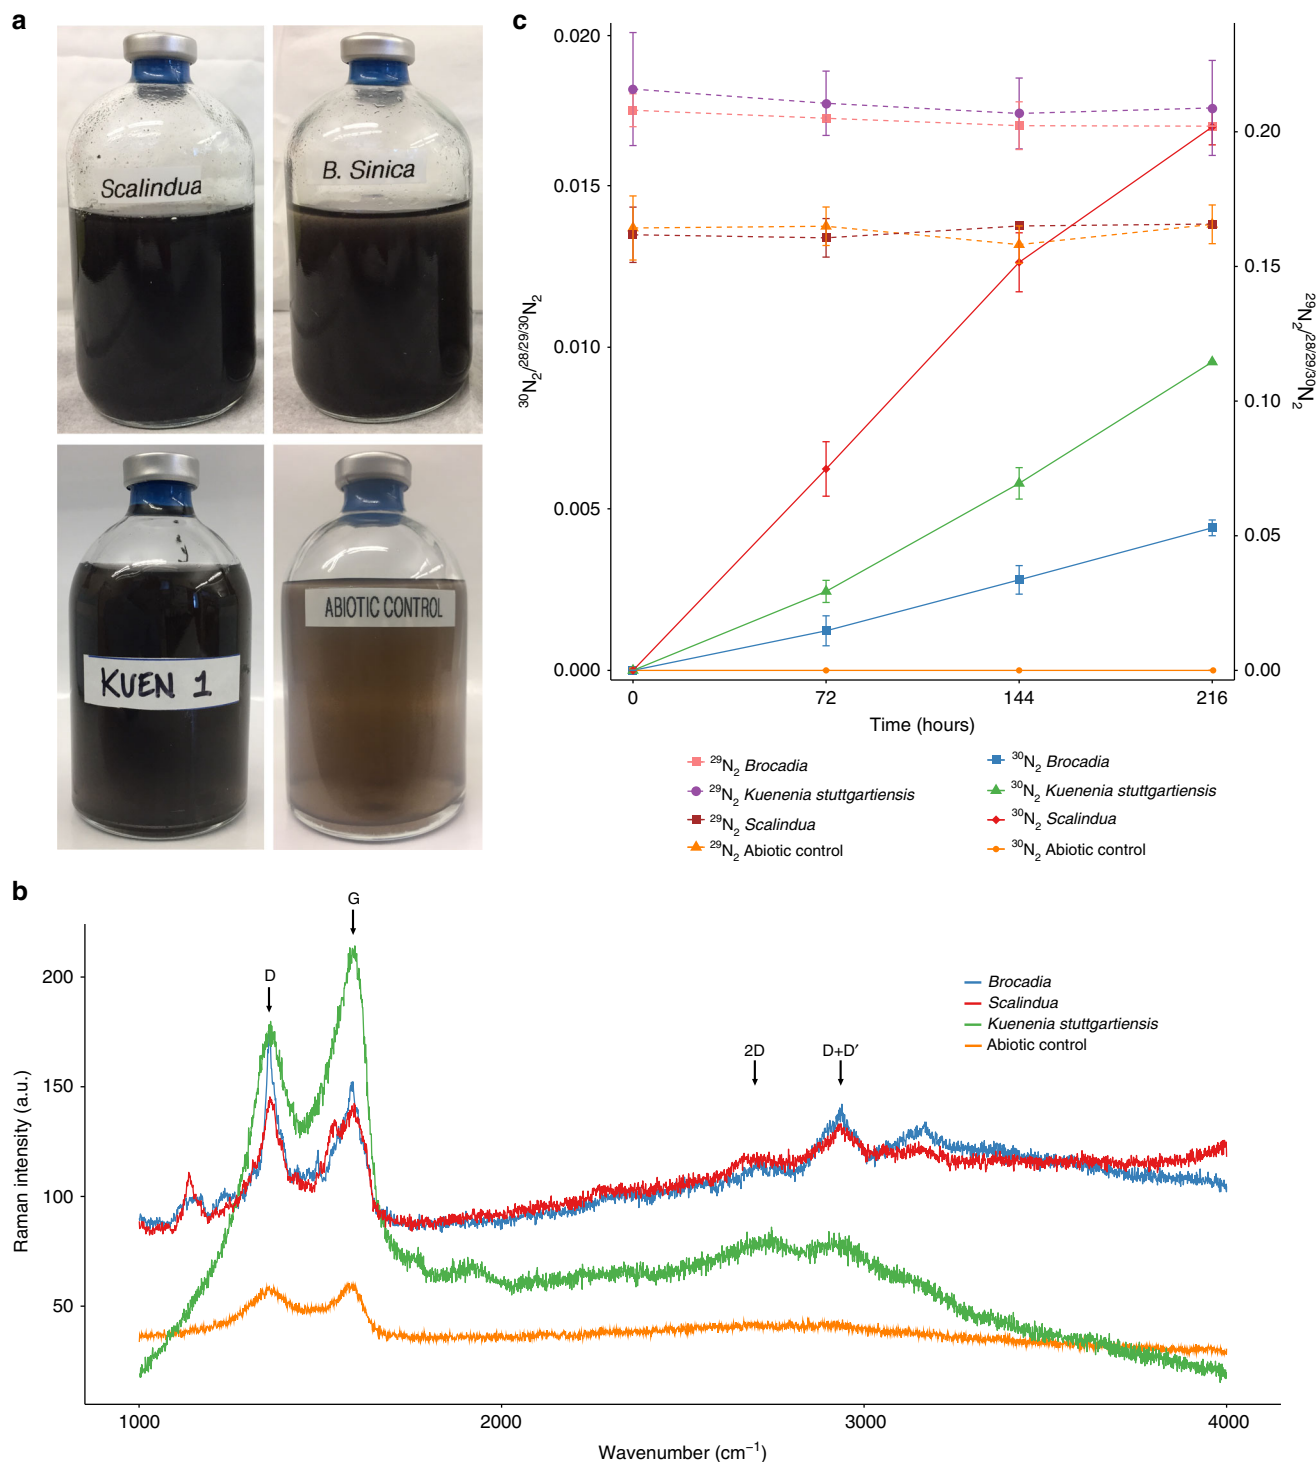 a
Scalindua
B. Sinica
KUEN 1
ABIOTIC CONTROL
c
0.020
0.015
0.010
0.005
0.000
³⁰N₂/²⁸/²⁹/³⁰N₂
0.20
0.15
0.10
0.05
0.00
²⁹N₂/²⁸/²⁹/³⁰N₂
0 72 144 216
Time (hours)
²⁹N₂ Brocadia
²⁹N₂ Kuenenia stuttgartiensis
²⁹N₂ Scalindua
²⁹N₂ Abiotic control
³⁰N₂ Brocadia
³⁰N₂ Kuenenia stuttgartiensis
³⁰N₂ Scalindua
³⁰N₂ Abiotic control
b
D
G
2D
D+D′
Brocadia
Scalindua
Kuenenia stuttgartiensis
Abiotic control
200
150
100
50
Raman intensity (a.u.)
1000 2000 3000 4000
Wavenumber (cm⁻¹)